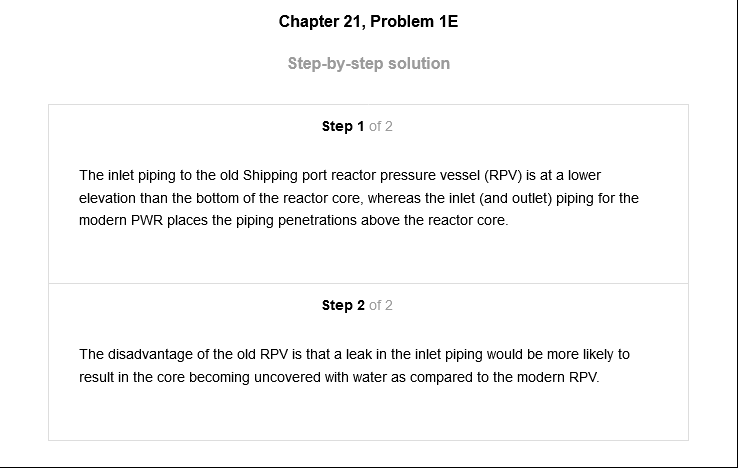 Chapter 21, Problem 1E
Step-by-step solution
Step 1 of 2
The inlet piping to the old Shipping port reactor pressure vessel (RPV) is at a lower
elevation than the bottom of the reactor core, whereas the inlet (and outlet) piping for the
modern PWR places the piping penetrations above the reactor core.
Step 2 of 2
The disadvantage of the old RPV is that a leak in the inlet piping would be more likely to
result in the core becoming uncovered with water as compared to the modern RPV.